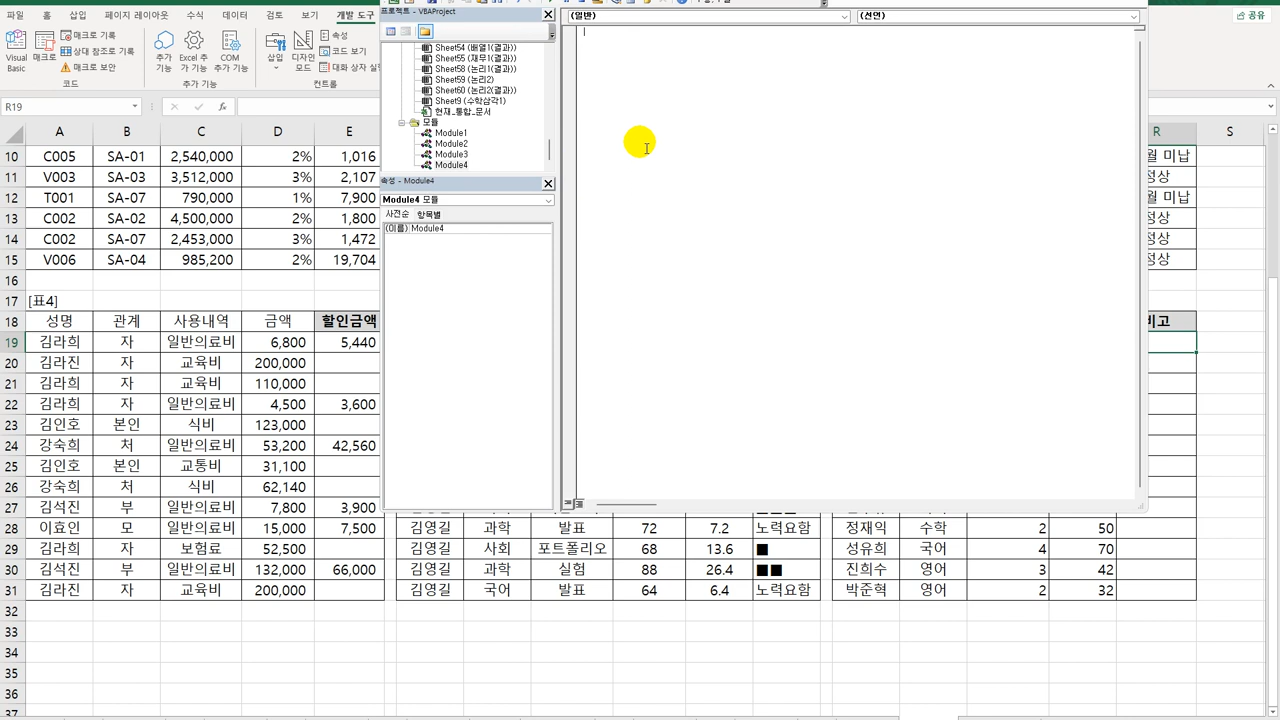 파일 홈 삽입 페이지 레이아웃 수식 데이터 검토 보기 개발 도구 공유
Visual Basic
매크로
매크로 기록
상대 참조로 기록
매크로 보안
코드
추가 기능
Excel 추가 기능
COM 추가 기능
추가 기능
삽입
디자인 모드
속성
코드 보기
대화 상자 실행
컨트롤
R19
fx
프로젝트 - VBAProject
Sheet54 (배열1(결과))
Sheet55 (재무1(결과))
Sheet58 (논리1(결과))
Sheet59 (논리2)
Sheet60 (논리2(결과))
Sheet9 (수학삼각1)
현재_통합_문서
모듈
Module1
Module2
Module3
Module4
속성 - Module4
Module4 모듈
사전순 항목별
(이름) Module4
(일반) (선언)
A B C D E R S
10 C005 SA-01 2,540,000 2% 1,016 월 미납
11 V003 SA-03 3,512,000 3% 2,107 정상
12 T001 SA-07 790,000 1% 7,900 월 미납
13 C002 SA-02 4,500,000 2% 1,800 정상
14 C002 SA-07 2,453,000 3% 1,472 정상
15 V006 SA-04 985,200 2% 19,704 정상
16
17 [표4]
18 성명 관계 사용내역 금액 할인금액 비고
19 김라희 자 일반의료비 6,800 5,440
20 김라진 자 교육비 200,000
21 김라희 자 교육비 110,000
22 김라희 자 일반의료비 4,500 3,600
23 김인호 본인 식비 123,000
24 강숙희 처 일반의료비 53,200 42,560
25 김인호 본인 교통비 31,100
26 강숙희 처 식비 62,140
27 김석진 부 일반의료비 7,800 3,900
28 이효인 모 일반의료비 15,000 7,500 김영길 과학 발표 72 7.2 노력요함 정재익 수학 2 50
29 김라희 자 보험료 52,500 김영길 사회 포트폴리오 68 13.6 ■ 성유희 국어 4 70
30 김석진 부 일반의료비 132,000 66,000 김영길 과학 실험 88 26.4 ■■ 진희수 영어 3 42
31 김라진 자 교육비 200,000 김영길 국어 발표 64 6.4 노력요함 박준혁 영어 2 32
32
33
34
35
36
37